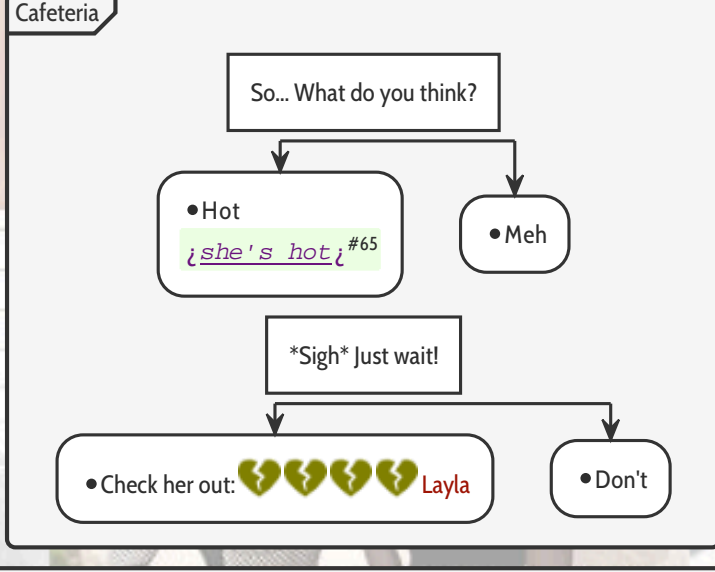 Cafeteria
So... What do you think?
•Hot
¿she's hot¿#65
•Meh
*Sigh* Just wait!
•Check her out: Layla
•Don't